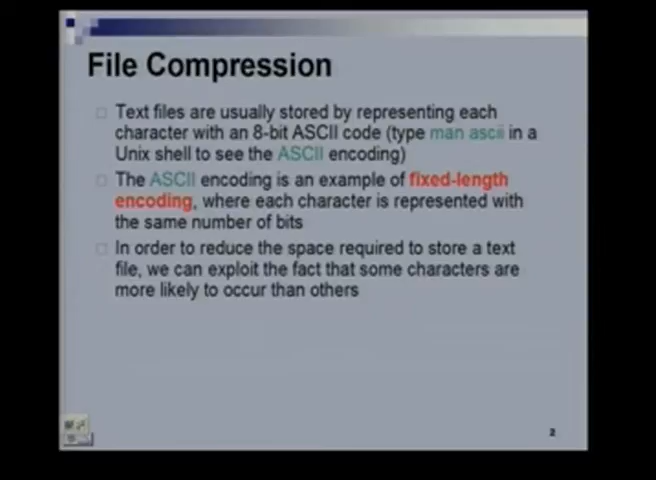 File Compression
Text files are usually stored by representing each
character with an 8-bit ASCII code (type man ascii in a
Unix shell to see the ASCII encoding)
The ASCII encoding is an example of fixed-length
encoding, where each character is represented with
the same number of bits
In order to reduce the space required to store a text
file, we can exploit the fact that some characters are
more likely to occur than others
2